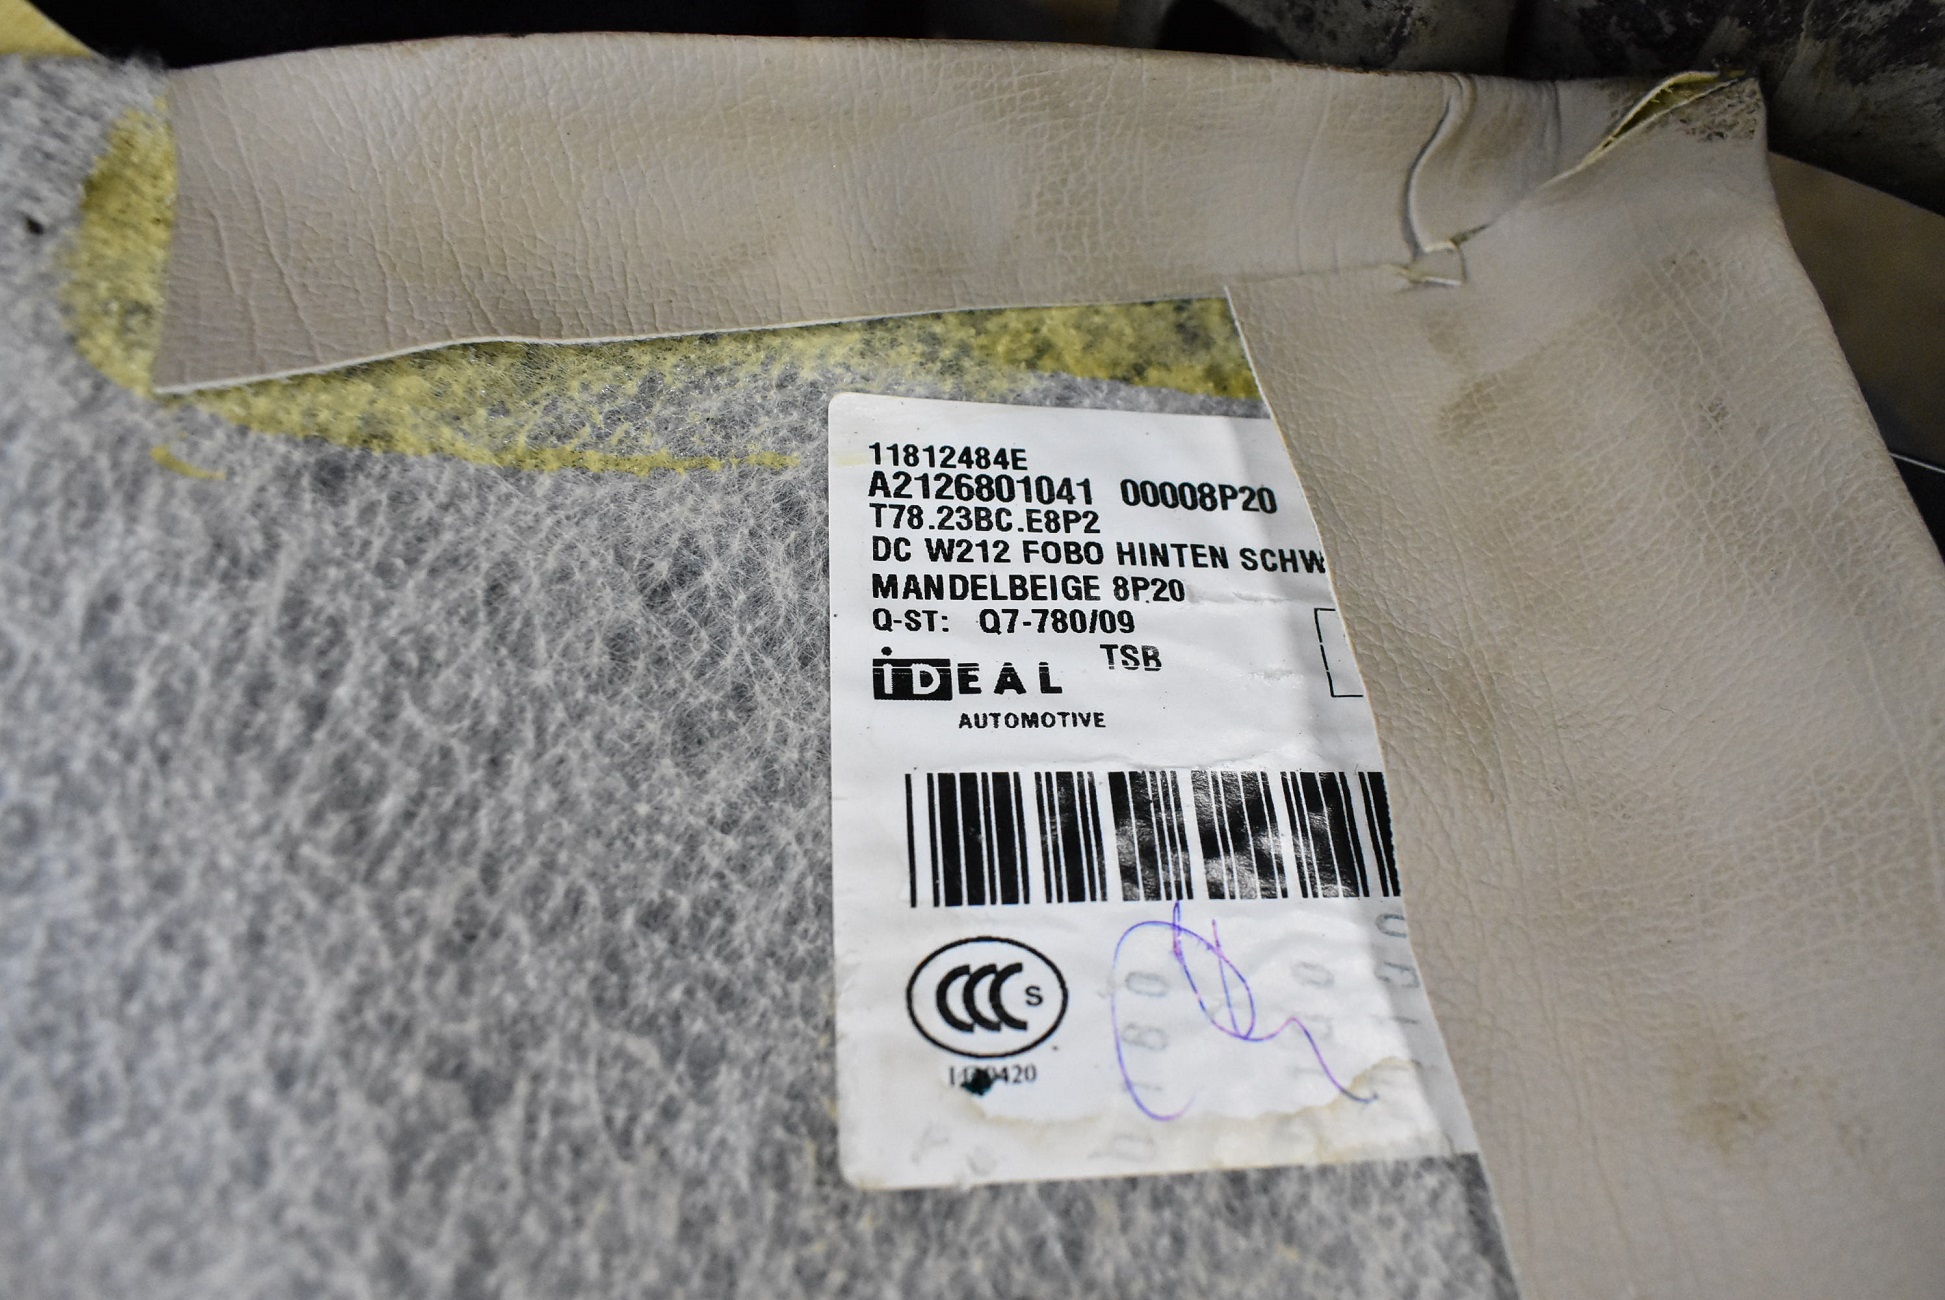 11812484E
A2126801041 00008P20
T78.23BC.E8P2
DC W212 FOBO HINTEN SCHW
MANDELBEIGE 8P20
Q-ST: Q7-780/09
TSB
iDEAL
AUTOMOTIVE
CCC S